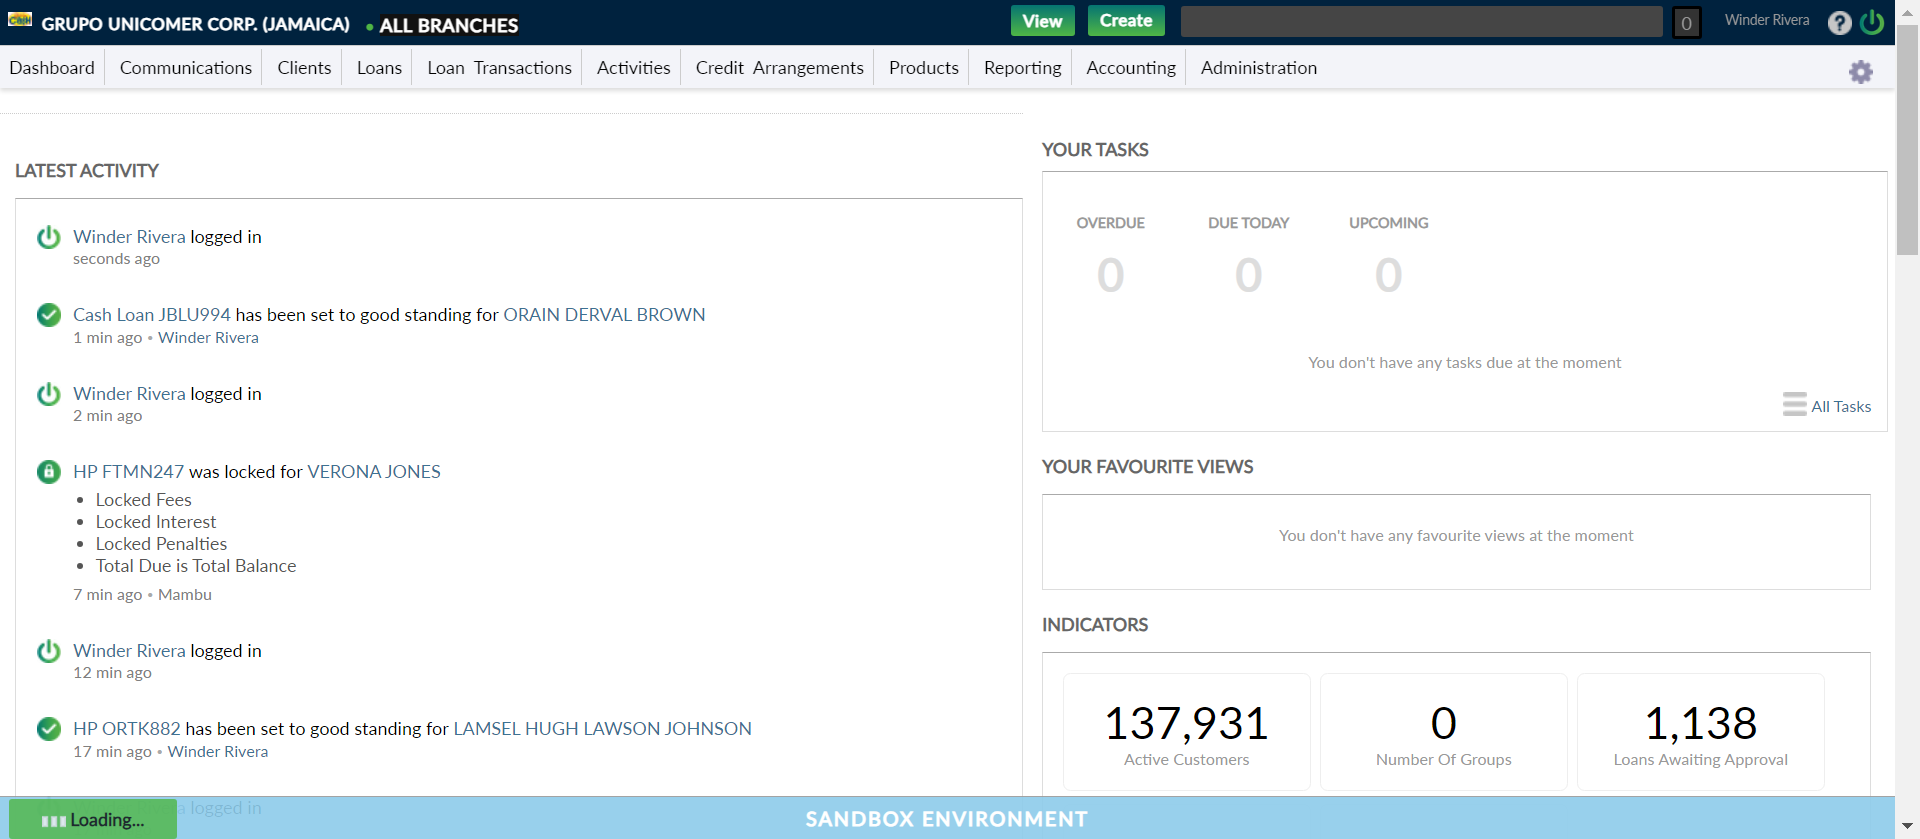 GRUPO UNICOMER CORP. (JAMAICA) • ALL BRANCHES
View Create 0 Winder Rivera ?
Dashboard Communications Clients Loans Loan Transactions Activities Credit Arrangements Products Reporting Accounting Administration
LATEST ACTIVITY
Winder Rivera logged in
seconds ago
Cash Loan JBLU994 has been set to good standing for ORAIN DERVAL BROWN
1 min ago • Winder Rivera
Winder Rivera logged in
2 min ago
HP FTMN247 was locked for VERONA JONES
• Locked Fees
• Locked Interest
• Locked Penalties
• Total Due is Total Balance
7 min ago • Mambu
Winder Rivera logged in
12 min ago
HP ORTK882 has been set to good standing for LAMSEL HUGH LAWSON JOHNSON
17 min ago • Winder Rivera
logged in
YOUR TASKS
OVERDUE DUE TODAY UPCOMING
0 0 0
You don't have any tasks due at the moment
All Tasks
YOUR FAVOURITE VIEWS
You don't have any favourite views at the moment
INDICATORS
137,931 0 1,138
Active Customers Number Of Groups Loans Awaiting Approval
Loading...
SANDBOX ENVIRONMENT